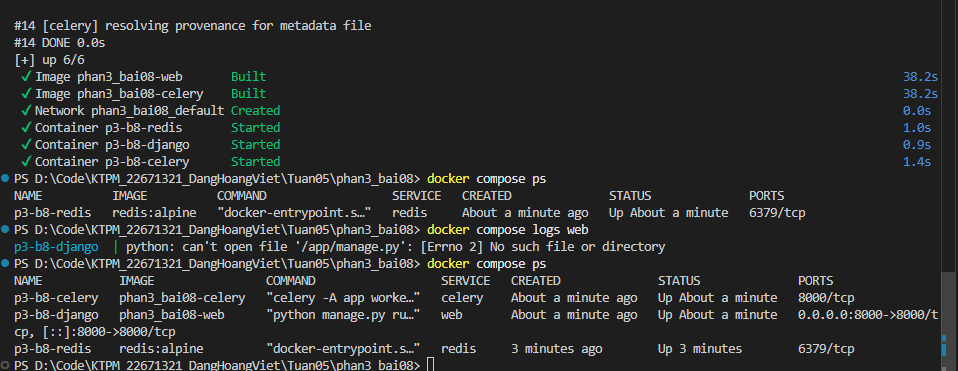 #14 [celery] resolving provenance for metadata file
#14 DONE 0.0s
[+] up 6/6
✓ Image phan3_bai08-web Built 38.2s
✓ Image phan3_bai08-celery Built 38.2s
✓ Network phan3_bai08_default Created 0.0s
✓ Container p3-b8-redis Started 1.0s
✓ Container p3-b8-django Started 0.9s
✓ Container p3-b8-celery Started 1.4s
PS D:\Code\KTPM_22671321_DangHoangViet\Tuan05\phan3_bai08> docker compose ps
NAME IMAGE COMMAND SERVICE CREATED STATUS PORTS
p3-b8-redis redis:alpine "docker-entrypoint.s…" redis About a minute ago Up About a minute 6379/tcp
PS D:\Code\KTPM_22671321_DangHoangViet\Tuan05\phan3_bai08> docker compose logs web
p3-b8-django | python: can't open file '/app/manage.py': [Errno 2] No such file or directory
PS D:\Code\KTPM_22671321_DangHoangViet\Tuan05\phan3_bai08> docker compose ps
NAME IMAGE COMMAND SERVICE CREATED STATUS PORTS
p3-b8-celery phan3_bai08-celery "celery -A app worke…" celery About a minute ago Up About a minute 8000/tcp
p3-b8-django phan3_bai08-web "python manage.py ru…" web About a minute ago Up About a minute 0.0.0.0:8000->8000/t
cp, [::]:8000->8000/tcp
p3-b8-redis redis:alpine "docker-entrypoint.s…" redis 3 minutes ago Up 3 minutes 6379/tcp
PS D:\Code\KTPM_22671321_DangHoangViet\Tuan05\phan3_bai08>